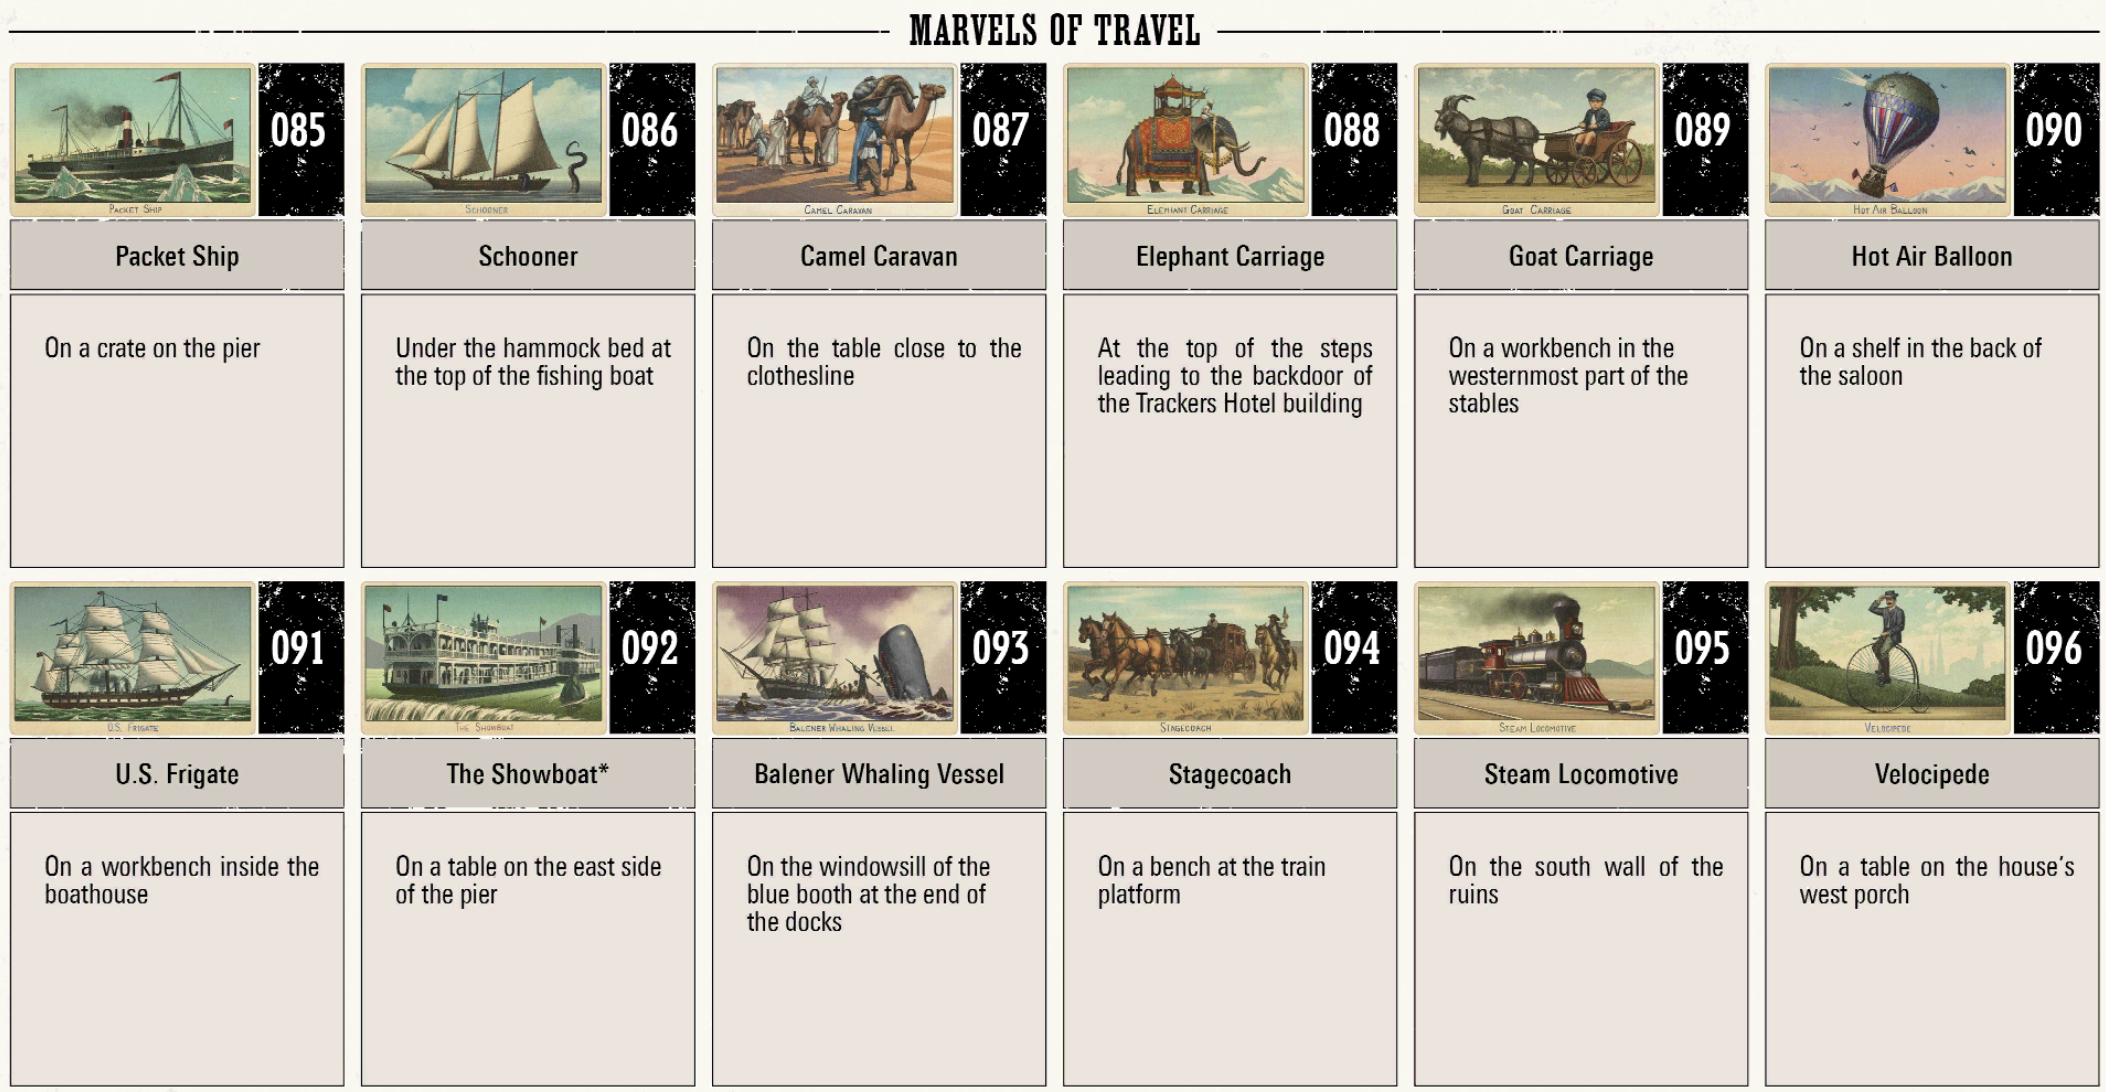 MARVELS OF TRAVEL
085
PACKET SHIP
Packet Ship
On a crate on the pier
086
SCHOONER
Schooner
Under the hammock bed at
the top of the fishing boat
087
CAMEL CARAVAN
Camel Caravan
On the table close to the
clothesline
088
ELEPHANT CARRIAGE
Elephant Carriage
At the top of the steps
leading to the backdoor of
the Trackers Hotel building
089
GOAT CARRIAGE
Goat Carriage
On a workbench in the
westernmost part of the
stables
090
HOT AIR BALLOON
Hot Air Balloon
On a shelf in the back of
the saloon
091
U.S. FRIGATE
U.S. Frigate
On a workbench inside the
boathouse
092
THE SHOWBOAT
The Showboat*
On a table on the east side
of the pier
093
BALENER WHALING VESSEL
Balener Whaling Vessel
On the windowsill of the
blue booth at the end of
the docks
094
STAGECOACH
Stagecoach
On a bench at the train
platform
095
STEAM LOCOMOTIVE
Steam Locomotive
On the south wall of the
ruins
096
VELOCIPEDE
Velocipede
On a table on the house's
west porch